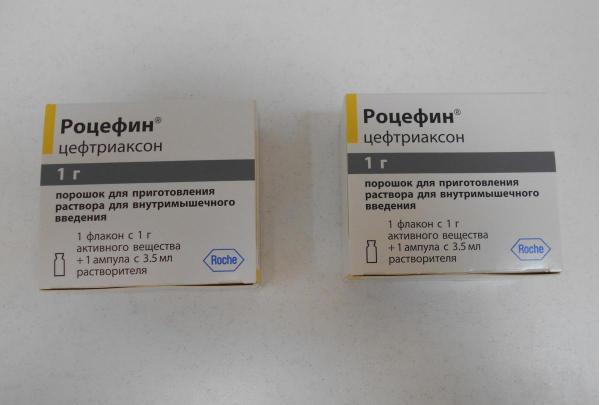 Роцефин®
цефтриаксон
1 г
порошок для приготовления
раствора для внутримышечного
введения
1 флакон с 1 г
активного вещества
+ 1 ампула с 3.5 мл
растворителя
Roche
Роцефин®
цефтриаксон
1 г
порошок для приготовления
раствора для внутримышечного
введения
1 флакон с 1 г
активного вещества
+ 1 ампула с 3.5 мл
растворителя
Roche